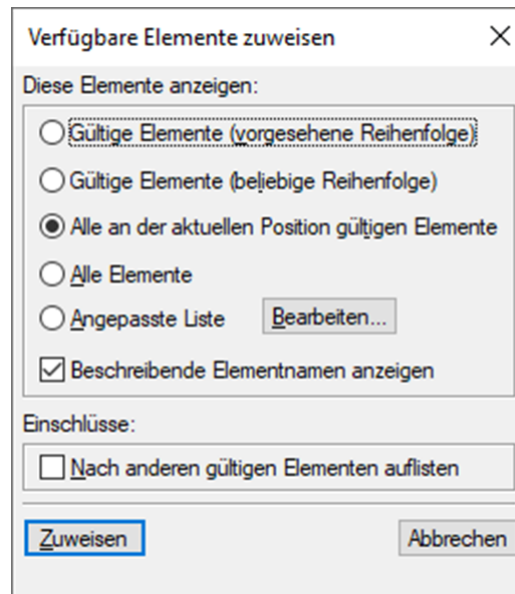 Verfügbare Elemente zuweisen
Diese Elemente anzeigen:
Gültige Elemente (vorgesehene Reihenfolge)
Gültige Elemente (beliebige Reihenfolge)
Alle an der aktuellen Position gültigen Elemente
Alle Elemente
Angepasste Liste Bearbeiten...
Beschreibende Elementnamen anzeigen
Einschlüsse:
Nach anderen gültigen Elementen auflisten
Zuweisen Abbrechen